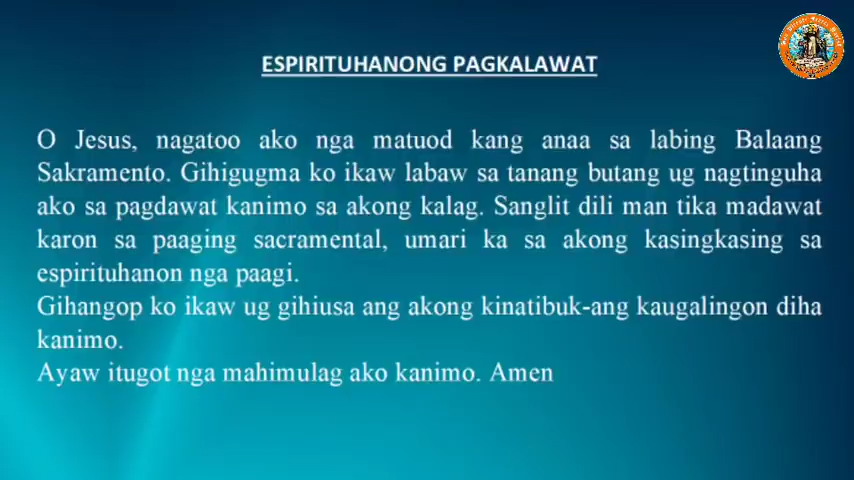 ESPIRITUHANONG PAGKALAWAT
O Jesus, nagatoo ako nga matuod kang anaa sa labing Balaang
Sakramento. Gihigugma ko ikaw labaw sa tanang butang ug nagtinguha
ako sa pagdawat kanimo sa akong kalag. Sanglit dili man tika madawat
karon sa paaging sacramental, umari ka sa akong kasingkasing sa
espirituhanon nga paagi.
Gihangop ko ikaw ug gihiusa ang akong kinatibuk-ang kaugalingon diha
kanimo.
Ayaw itugot nga mahimulag ako kanimo. Amen